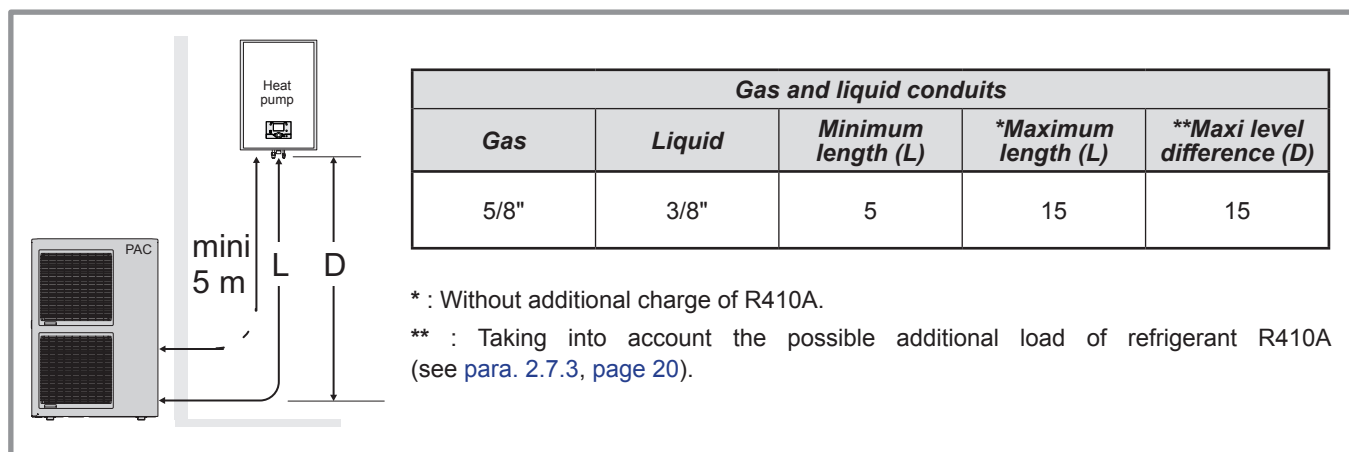 Heat
pump
PAC
mini
5 m
L
D
Gas and liquid conduits
Gas
Liquid
Minimum
length (L)
*Maximum
length (L)
**Maxi level
difference (D)
5/8"
3/8"
5
15
15
* : Without additional charge of R410A.
** : Taking into account the possible additional load of refrigerant R410A
(see para. 2.7.3, page 20).